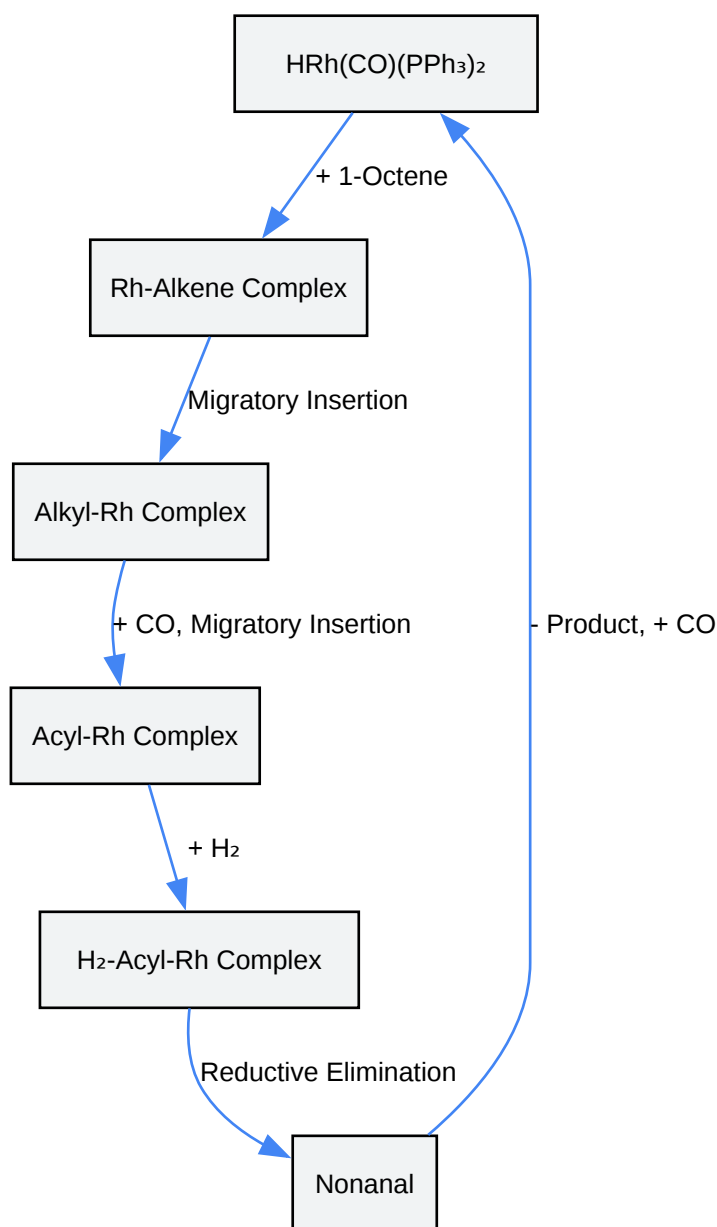 HRh(CO)(PPh₃)₂
+ 1-Octene
Rh-Alkene Complex
Migratory Insertion
Alkyl-Rh Complex
+ CO, Migratory Insertion
- Product, + CO
Acyl-Rh Complex
+ H₂
H₂-Acyl-Rh Complex
Reductive Elimination
Nonanal